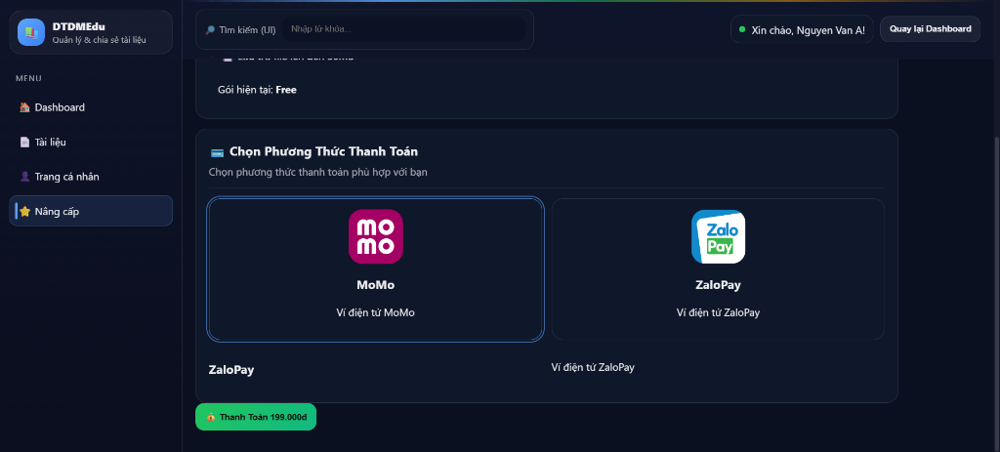 DTDMEdu
Quản lý & chia sẻ tài liệu
MENU
Dashboard
Tài liệu
Trang cá nhân
Nâng cấp
Tìm kiếm (UI)
Nhập từ khóa...
Xin chào, Nguyen Van A!
Quay lại Dashboard
Gói hiện tại: Free
Chọn Phương Thức Thanh Toán
Chọn phương thức thanh toán phù hợp với bạn
mo
mo
MoMo
Ví điện tử MoMo
Zalo
Pay
ZaloPay
Ví điện tử ZaloPay
ZaloPay
Ví điện tử ZaloPay
Thanh Toán 199.000đ